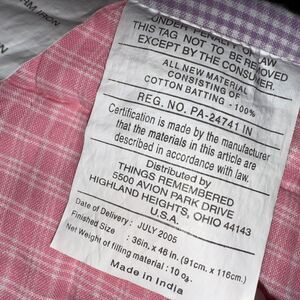 UNDER PENALTY OF LAW
THIS TAG NOT TO BE REMOVED
EXCEPT BY THE CONSUMER.
ALL NEW MATERIAL
CONSISTING OF
COTTON BATTING - 100%
REG. NO. PA-24741 IN
Certification is made by the manufacturer
that the materials in this article are
described in accordance with law.
Distributed by
THINGS REMEMBERED
5500 AVION PARK DRIVE
HIGHLAND HEIGHTS, OHIO 44143
U.S.A.
Date of Delivery: JULY 2005
Finished Size : 36in. x 46 in. (91cm. x 116cm.)
Net Weight of filling material : 10 oz.
Made in India
IRON